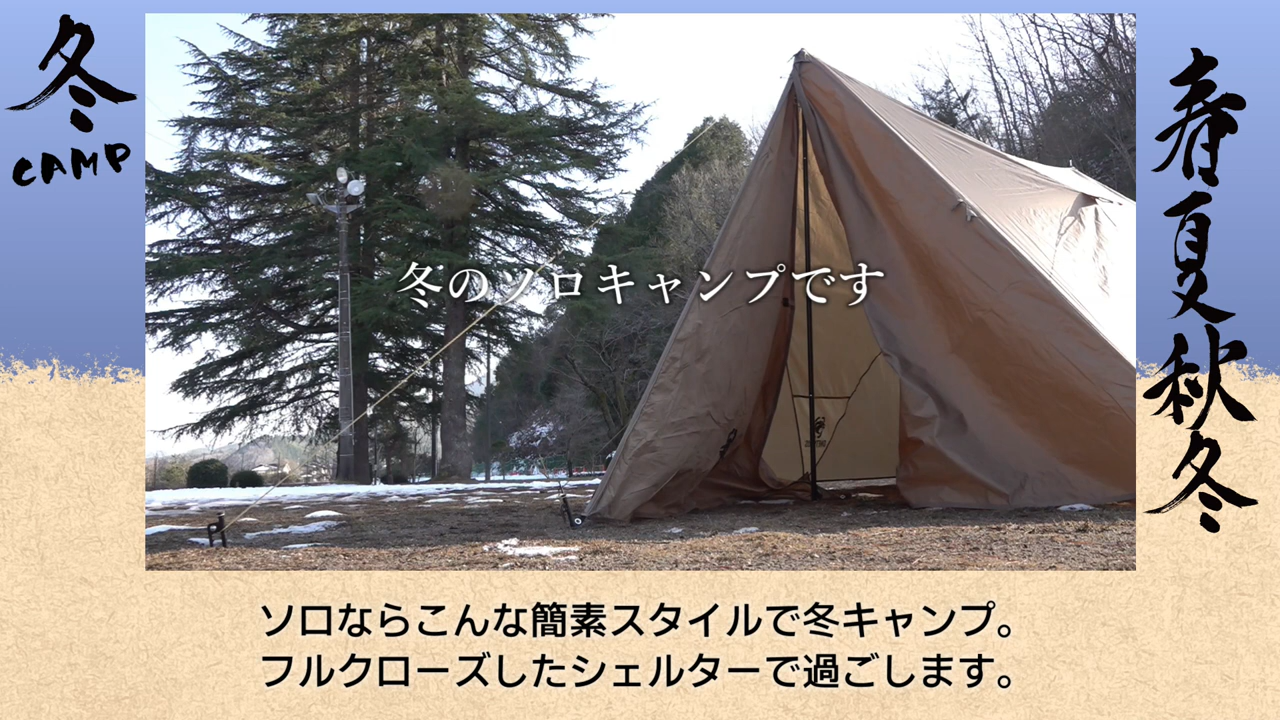 冬
CAMP
春夏秋冬
冬のソロキャンプです
ソロならこんな簡素スタイルで冬キャンプ。
フルクローズしたシェルターで過ごします。